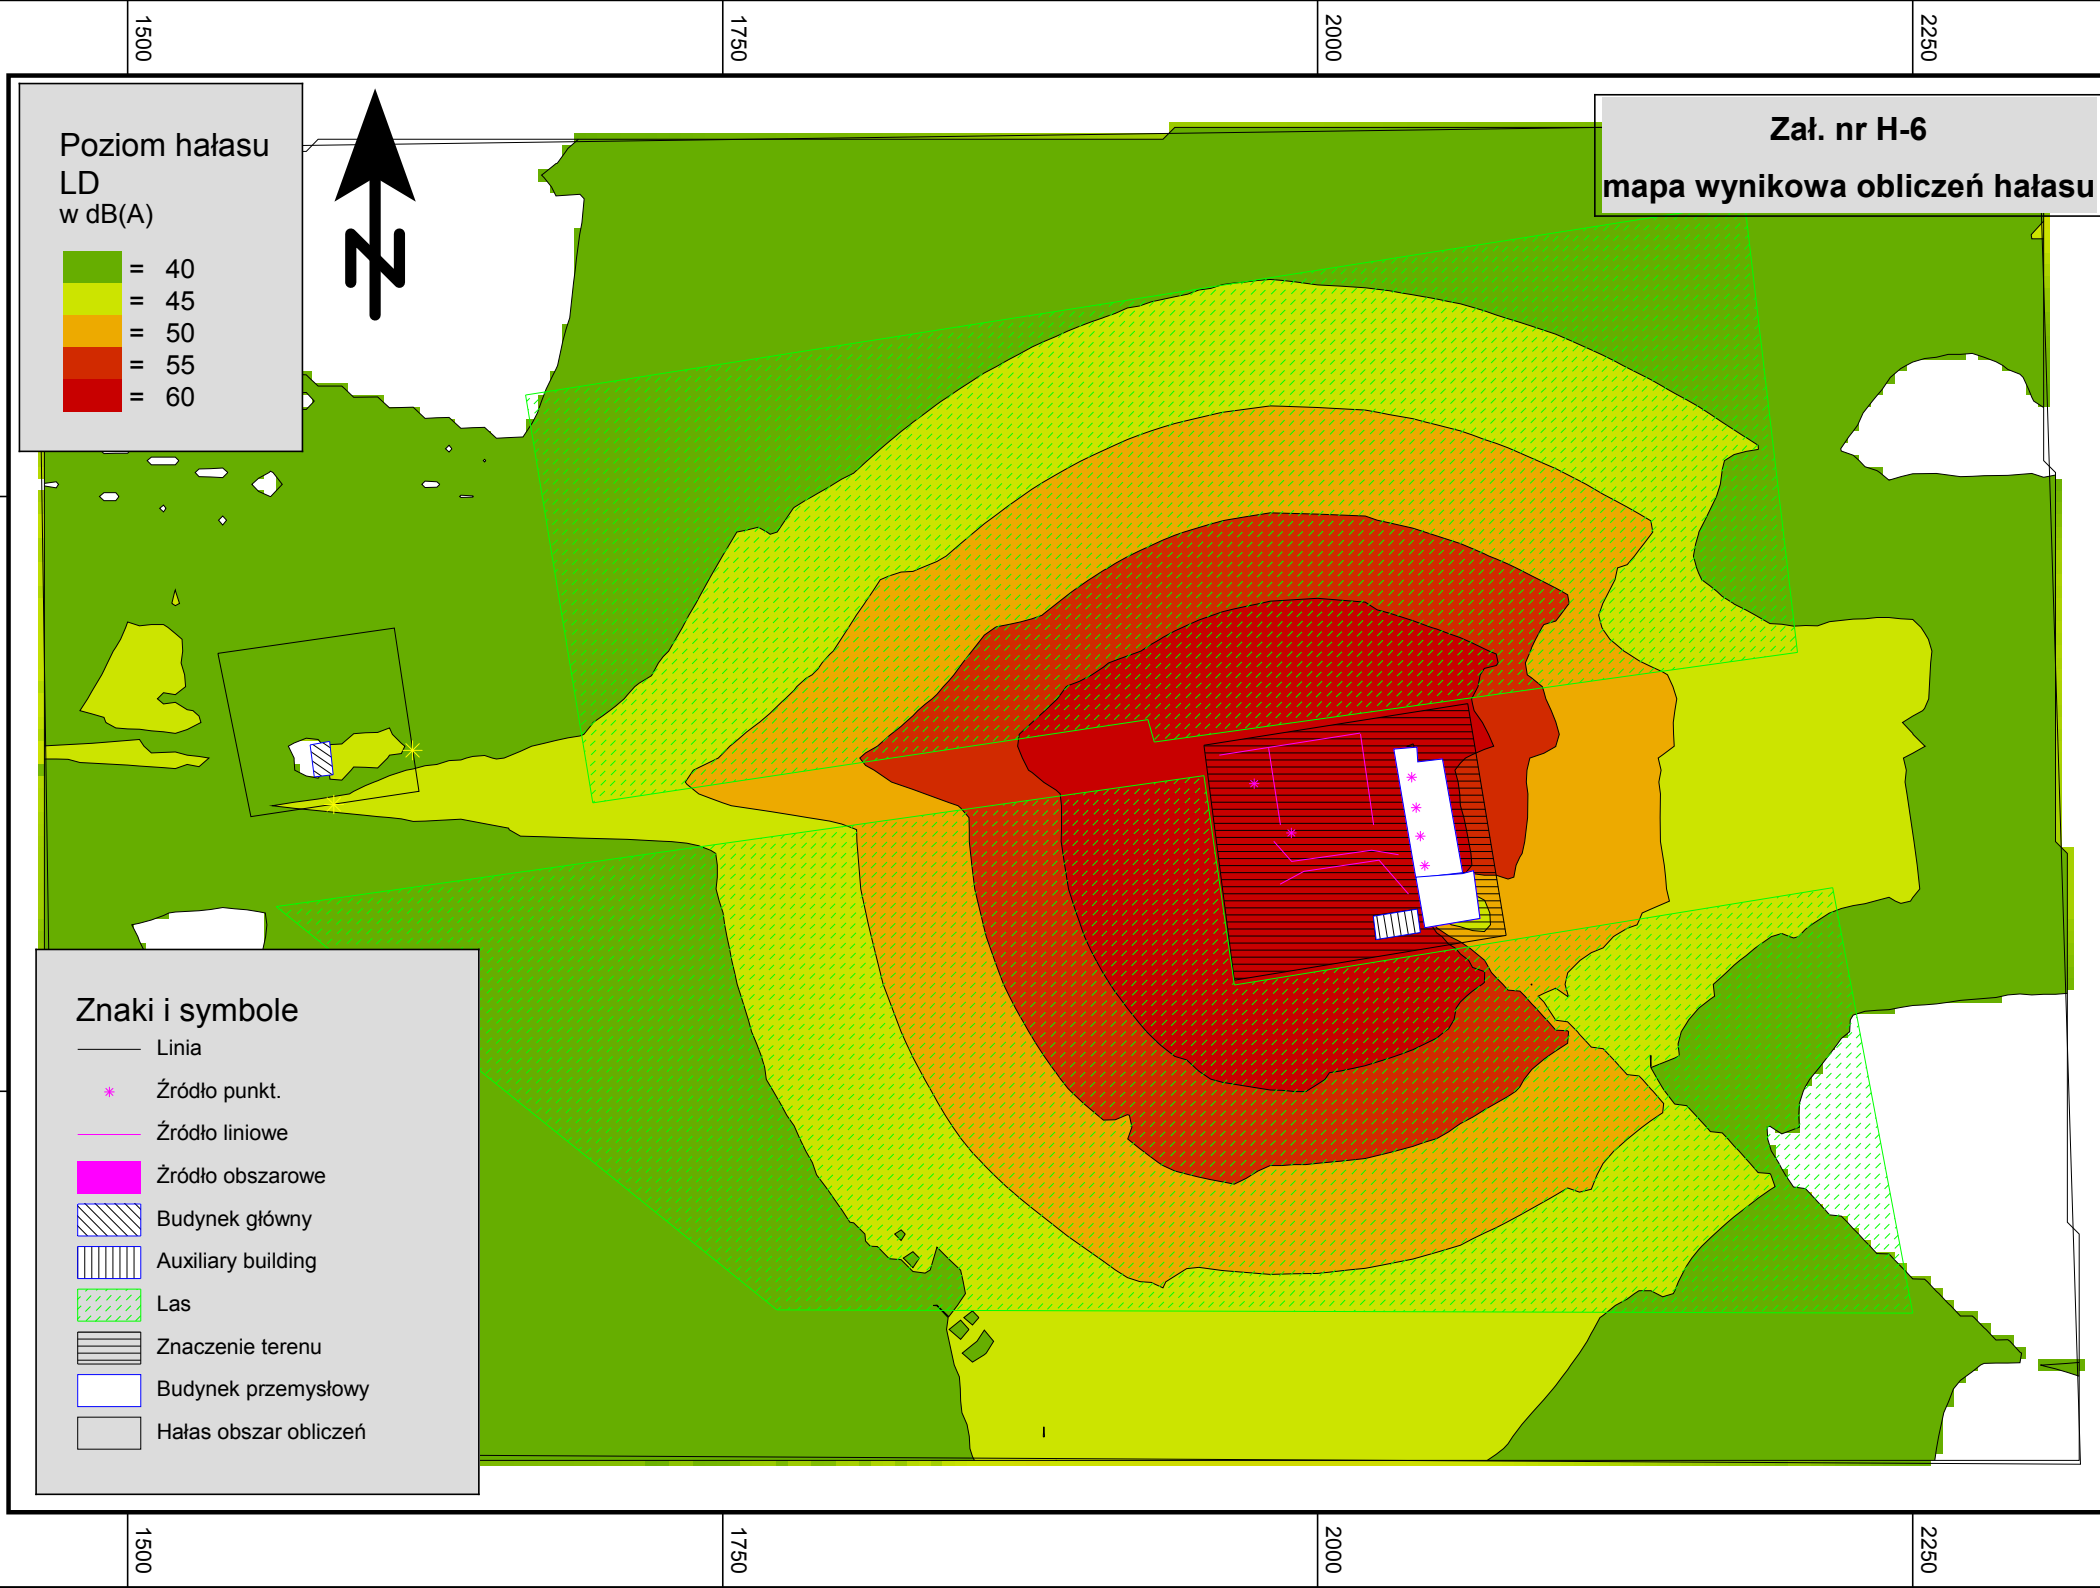 1500
1750
2000
2250
Poziom hałasu
LD
w dB(A)
= 40
= 45
= 50
= 55
= 60
N
Zał. nr H-6
mapa wynikowa obliczeń hałasu
Znaki i symbole
Linia
Źródło punkt.
Źródło liniowe
Żródło obszarowe
Budynek główny
Auxiliary building
Las
Znaczenie terenu
Budynek przemysłowy
Hałas obszar obliczeń
1500
1750
2000
2250